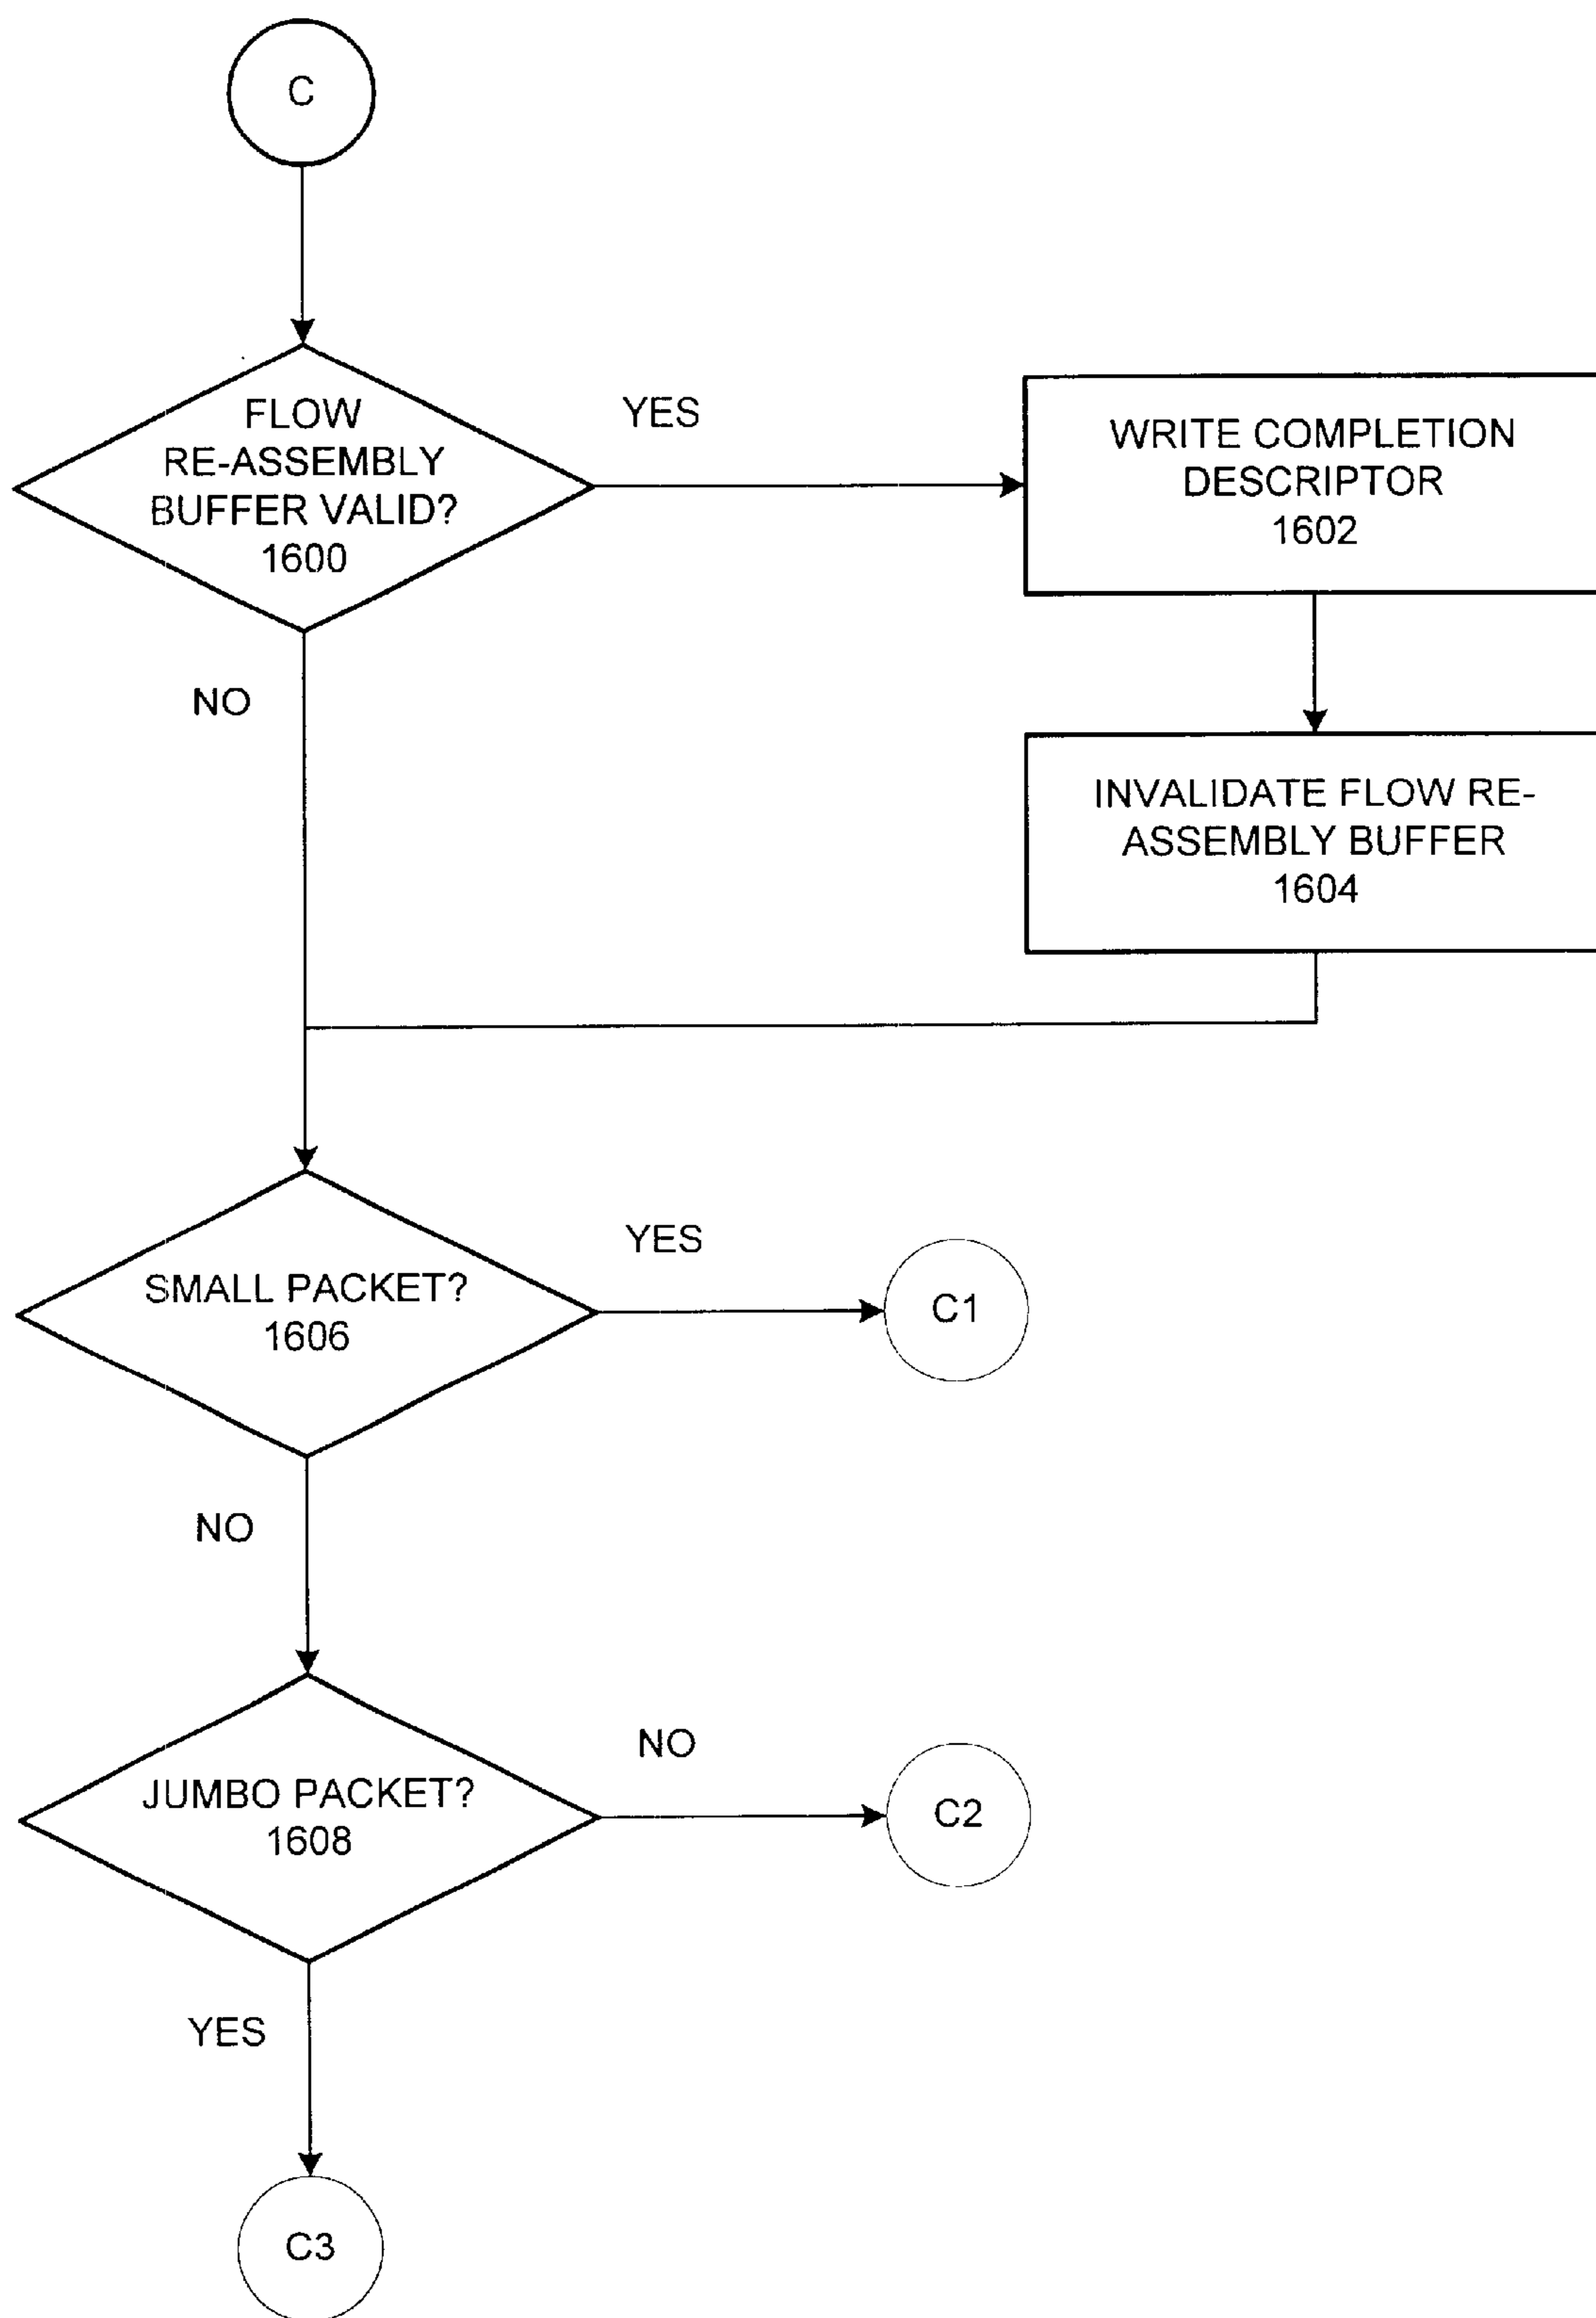 C
FLOW
RE-ASSEMBLY
BUFFER VALID?
1600
YES
WRITE COMPLETION
DESCRIPTOR
1602
NO
INVALIDATE FLOW RE-
ASSEMBLY BUFFER
1604
SMALL PACKET?
1606
YES
C1
NO
JUMBO PACKET?
1608
NO
C2
YES
C3